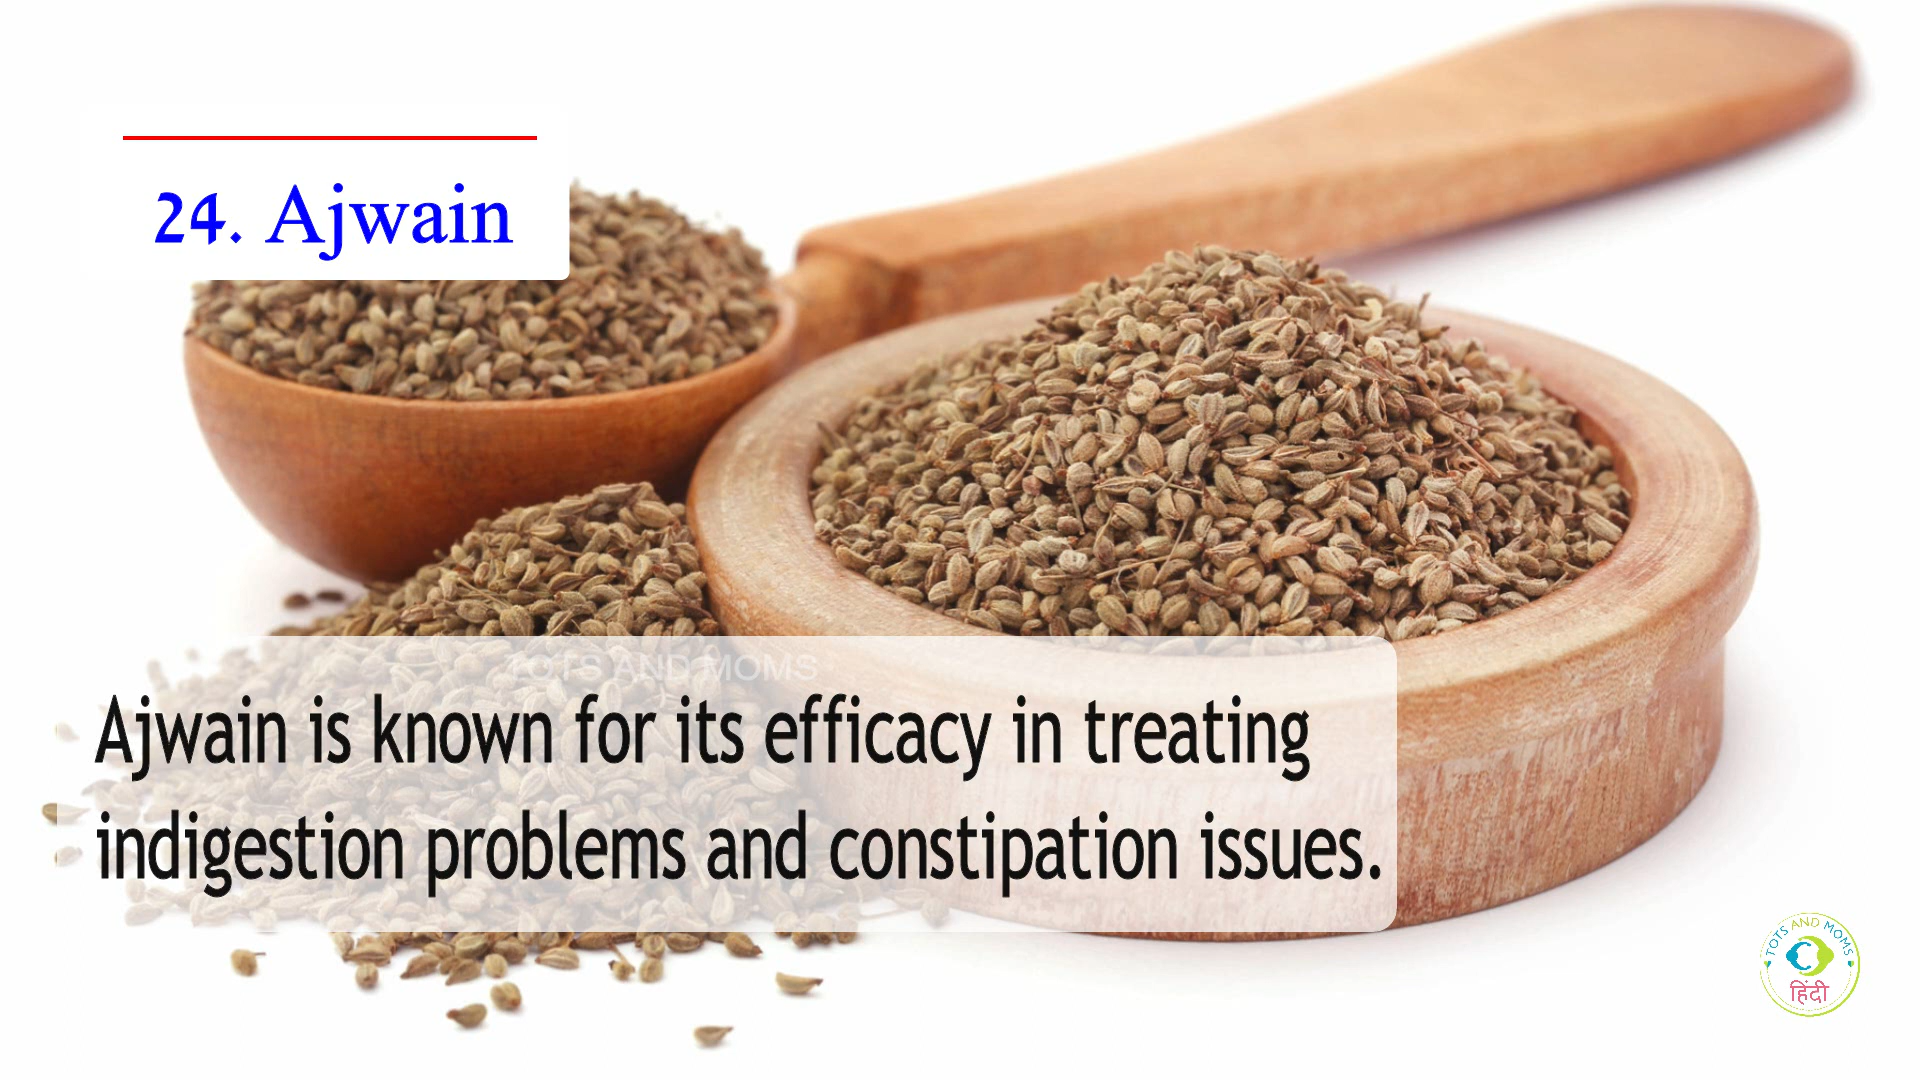 24. Ajwain
TOTS AND MOMS
Ajwain is known for its efficacy in treating
indigestion problems and constipation issues.
TOTS AND MOMS
हिंदी